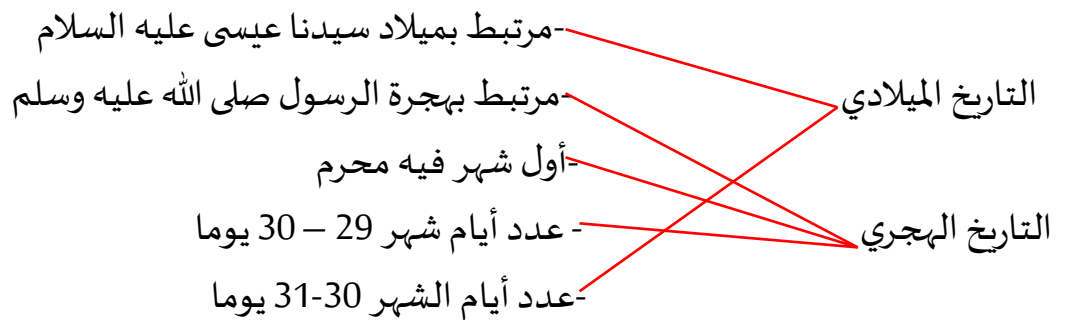 -مرتبط بميلاد سيدنا عيسى عليه السلام
التاريخ الميلادي
-مرتبط بهجرة الرسول صلى الله عليه وسلم
-أول شهر فيه محرم
التاريخ الهجري
- عدد أيام شهر 29 – 30 يوما
-عدد أيام الشهر 30-31 يوما